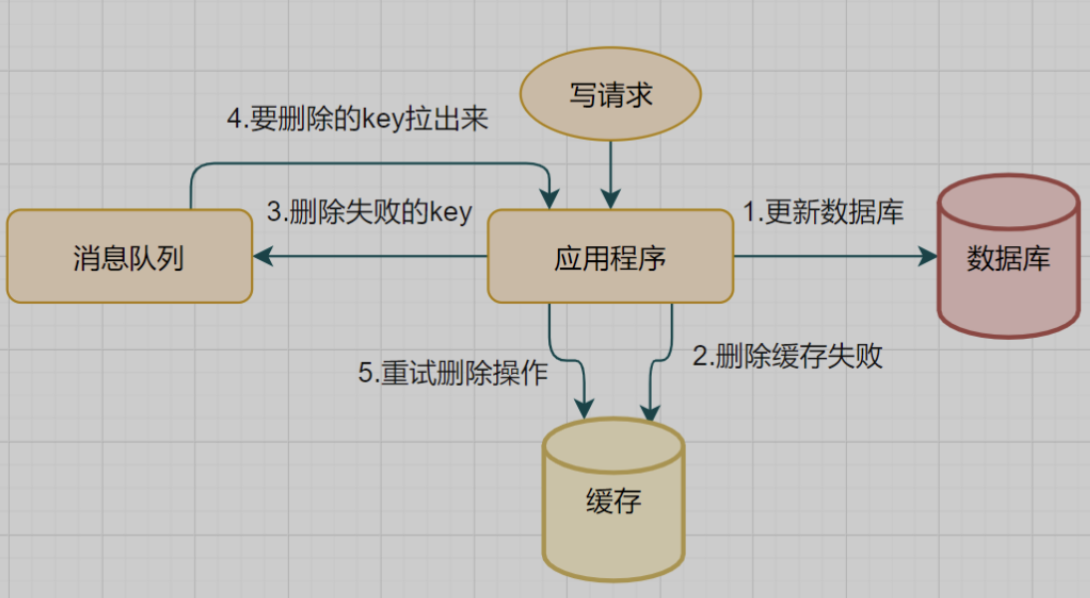 写请求
4.要删除的key拉出来
3.删除失败的key
1.更新数据库
消息队列
应用程序
数据库
2.删除缓存失败
5.重试删除操作
缓存